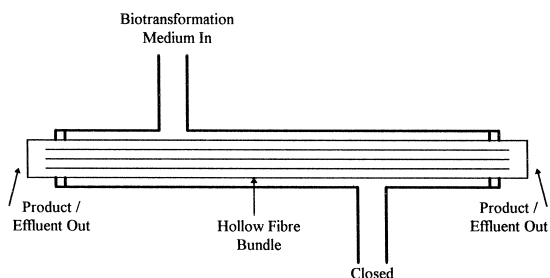 Biotransformation
Medium In
Product /
Effluent Out
Hollow Fibre
Bundle
Product /
Effluent Out
Closed